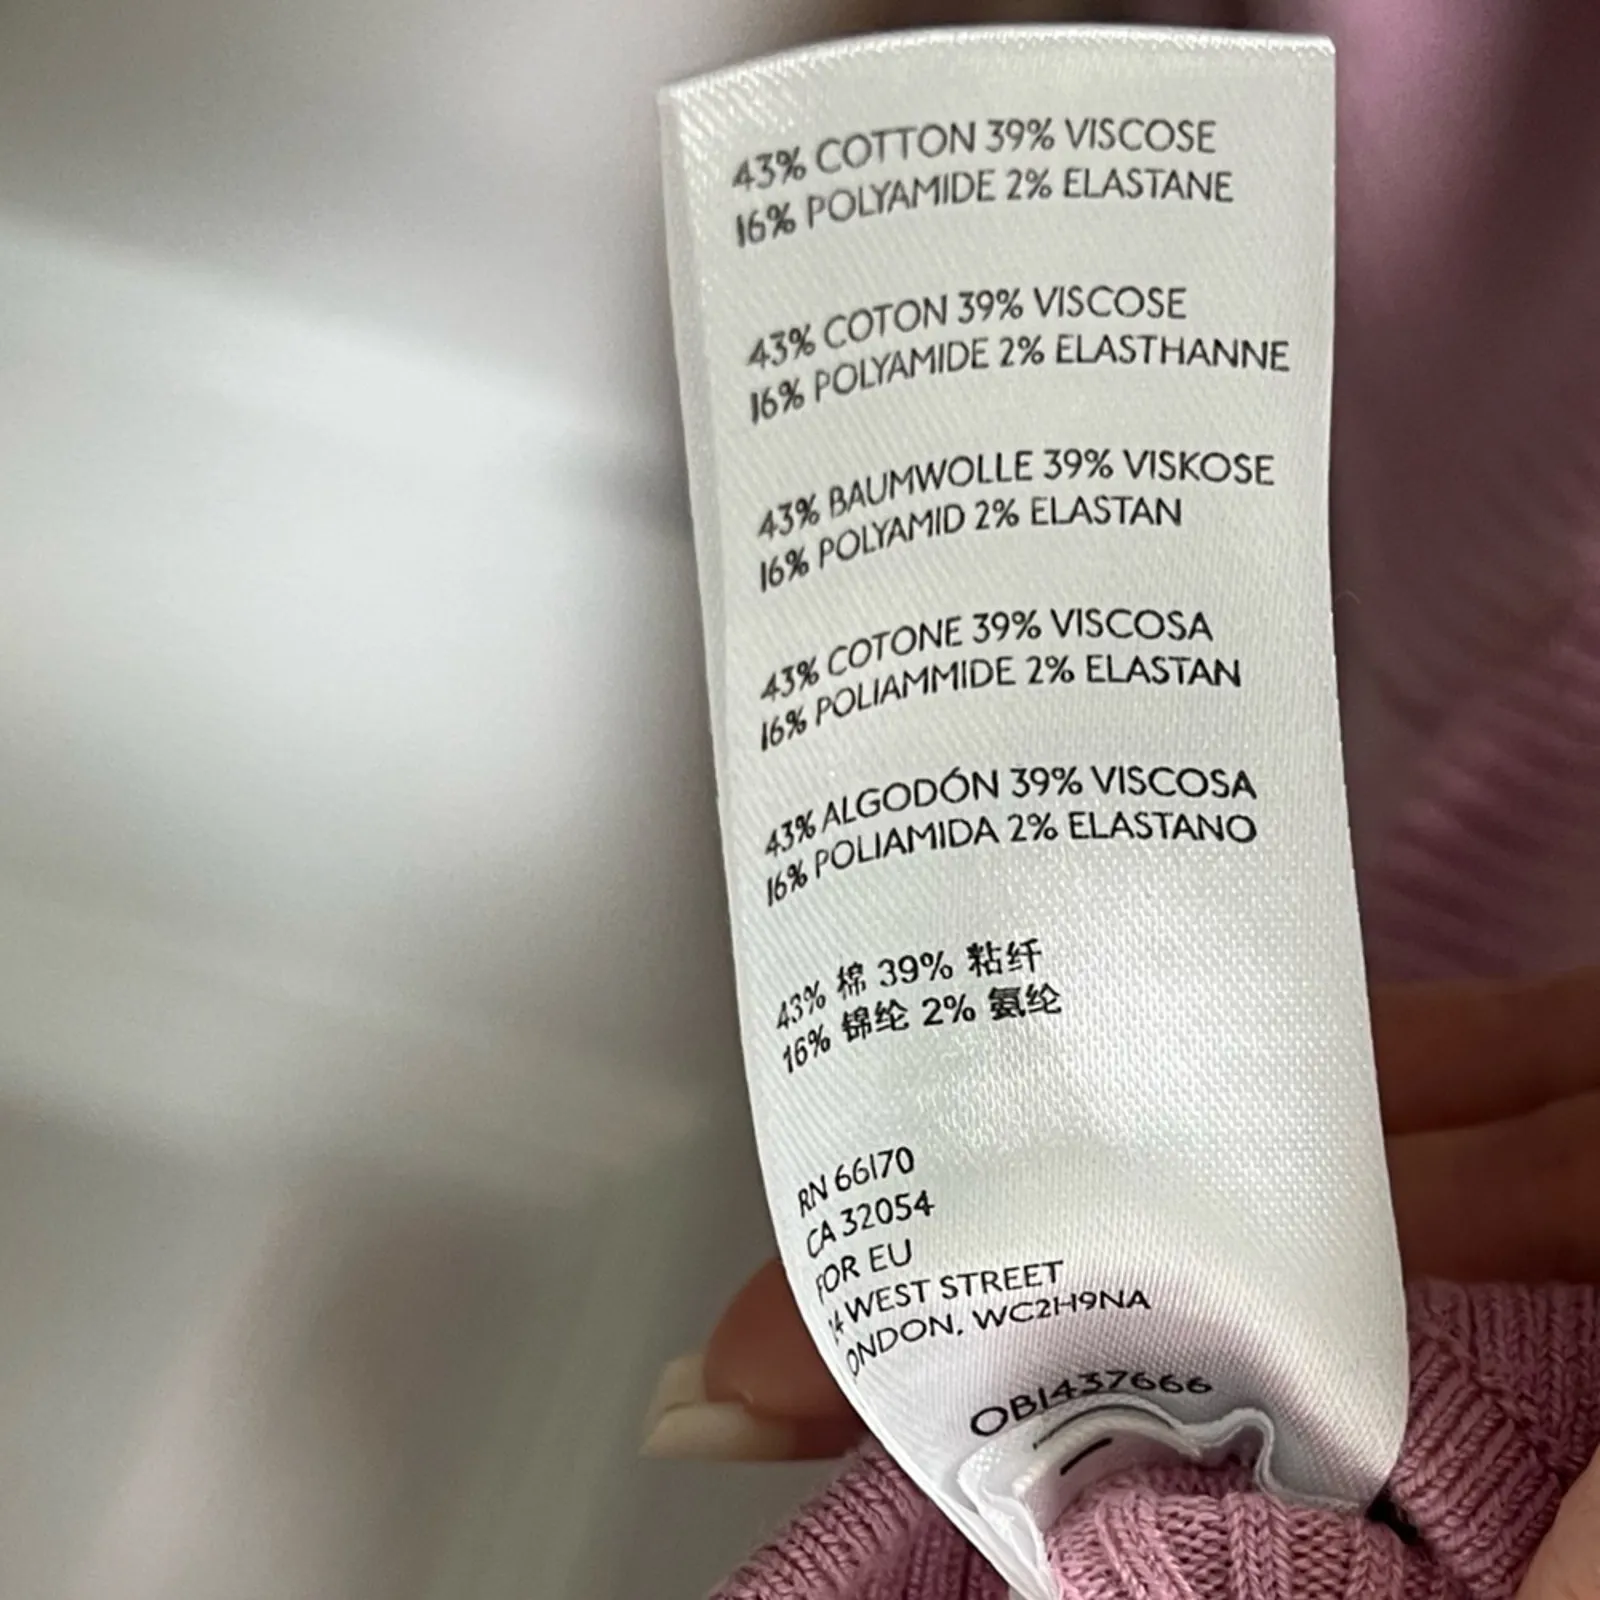 43% COTTON 39% VISCOSE
16% POLYAMIDE 2% ELASTANE
43% COTON 39% VISCOSE
16% POLYAMIDE 2% ELASTHANNE
43% BAUMWOLLE 39% VISKOSE
16% POLYAMID 2% ELASTAN
43% COTONE 39% VISCOSA
16% POLIAMMIDE 2% ELASTAN
43% ALGODÓN 39% VISCOSA
16% POLIAMIDA 2% ELASTANO
43% 棉 39% 粘纤
16% 锦纶 2% 氨纶
RN 66170
CA 32054
FOR EU
14 WEST STREET
ONDON, WC2H9NA
OB1437666